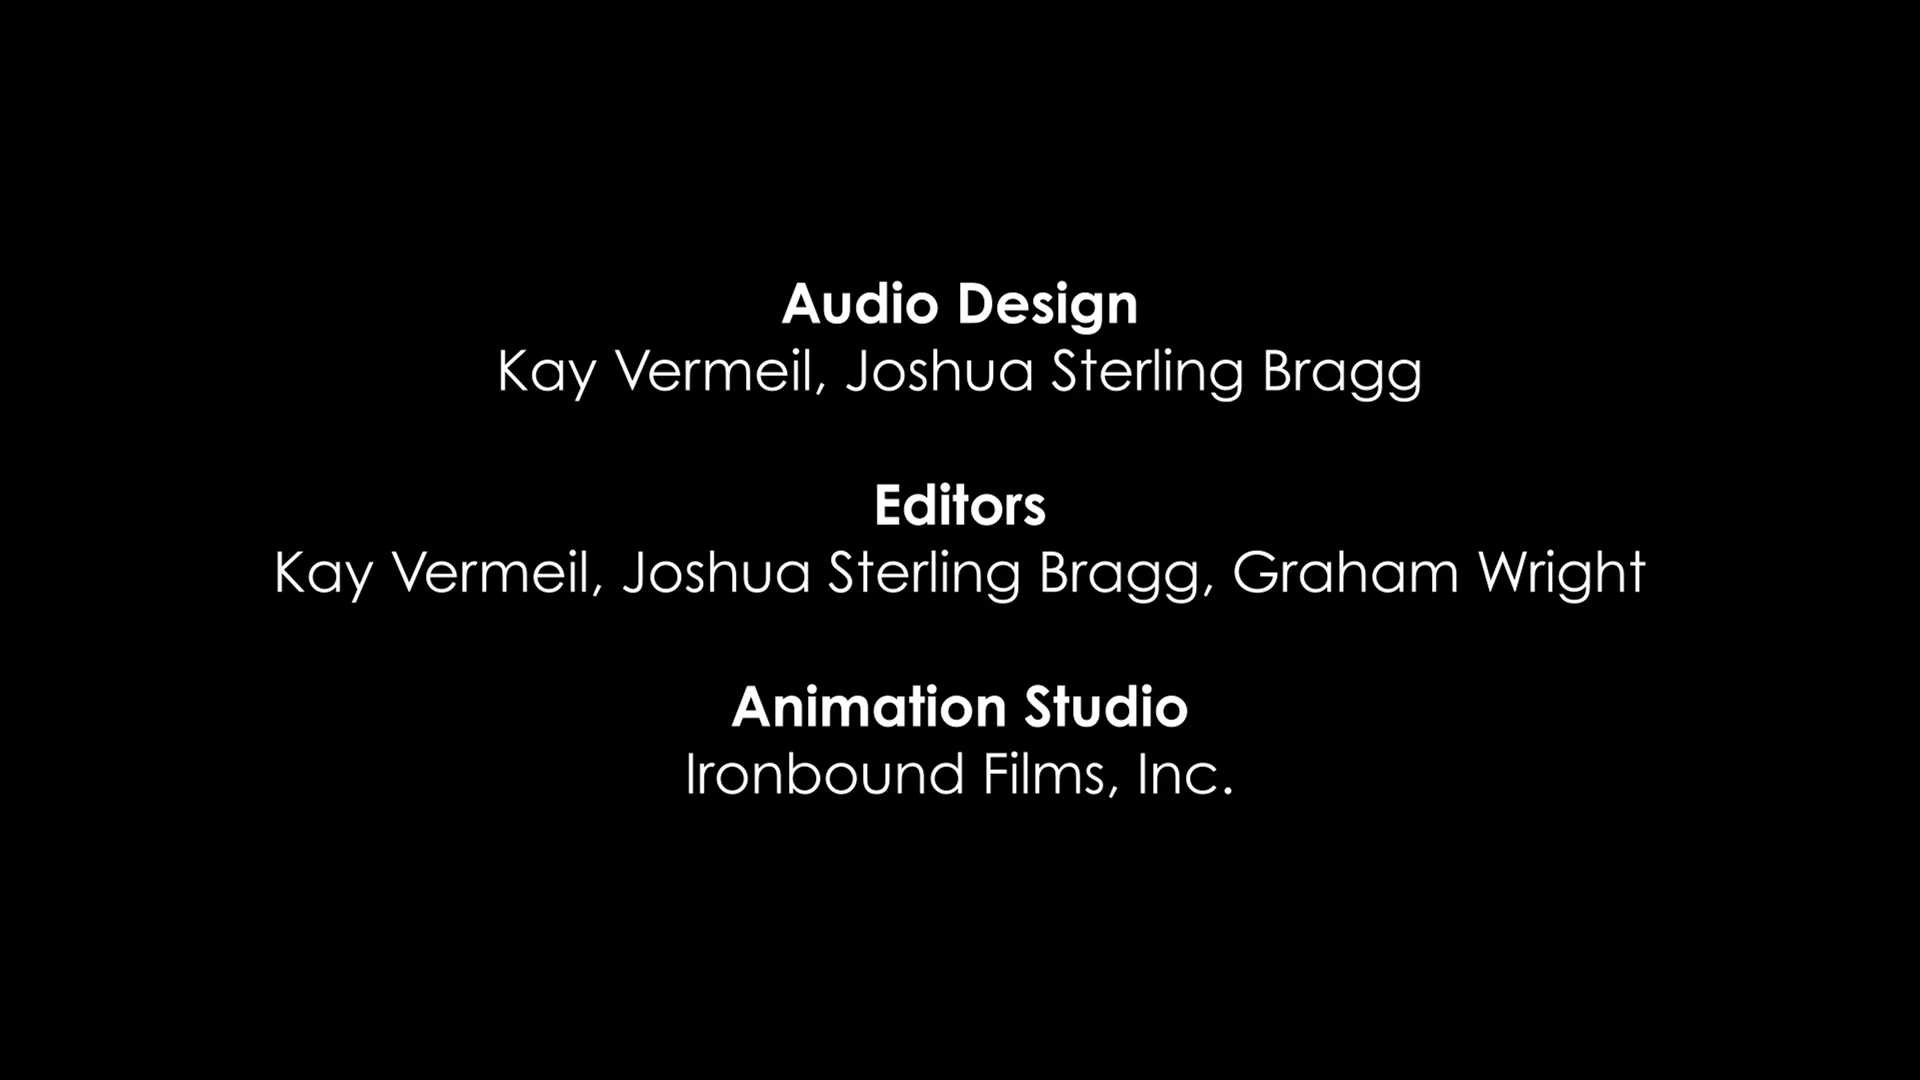 Audio Design
Kay Vermeil, Joshua Sterling Bragg
Editors
Kay Vermeil, Joshua Sterling Bragg, Graham Wright
Animation Studio
Ironbound Films, Inc.